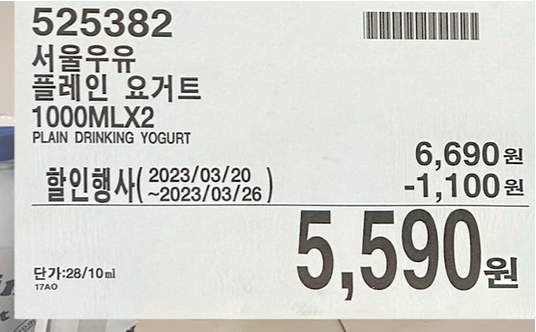 525382
서울우유
플레인 요거트
1000MLX2
PLAIN DRINKING YOGURT
6,690원
할인행사(2023/03/20
~2023/03/26)
-1,100원
5,590원
단가:28/10㎖
17AO